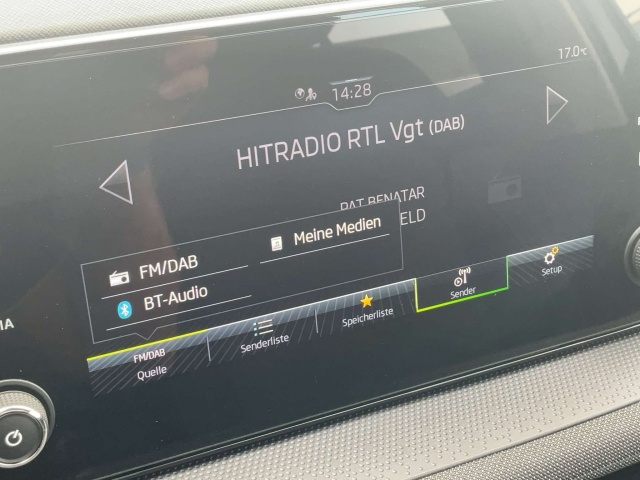 17.0°C
14:28
HITRADIO RTL Vgt (DAB)
PAT BENATAR
ELD
Meine Medien
FM/DAB
BT-Audio
FM/DAB
Quelle
Senderliste
Speicherliste
Sender
Setup
IA